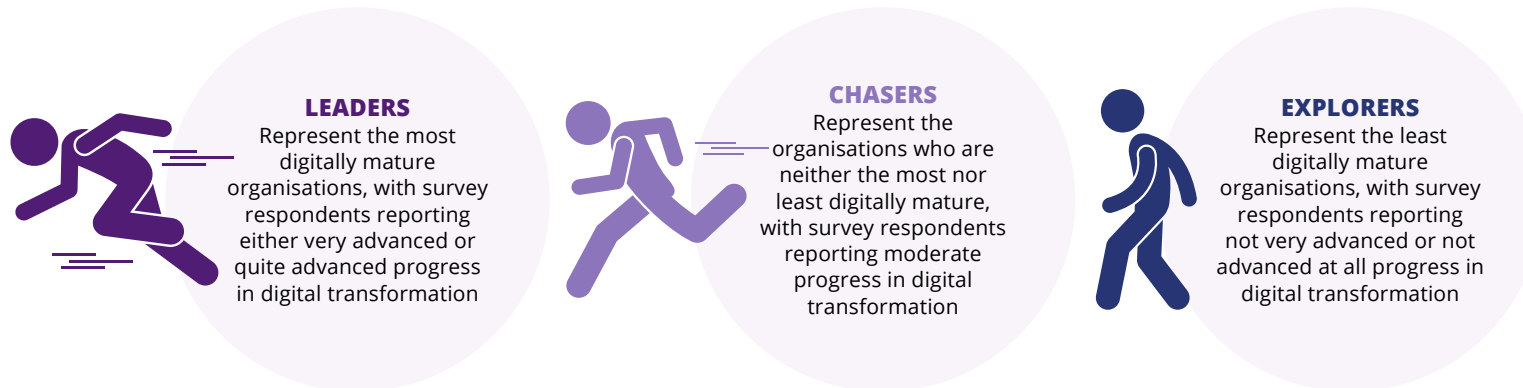 LEADERS
Represent the most
digitally mature
organisations, with survey
respondents reporting
either very advanced or
quite advanced progress
in digital transformation
CHASERS
Represent the
organisations who are
neither the most nor
least digitally mature,
with survey respondents
reporting moderate
progress in digital
transformation
EXPLORERS
Represent the least
digitally mature
organisations, with survey
respondents reporting
not very advanced or not
advanced at all progress in
digital transformation